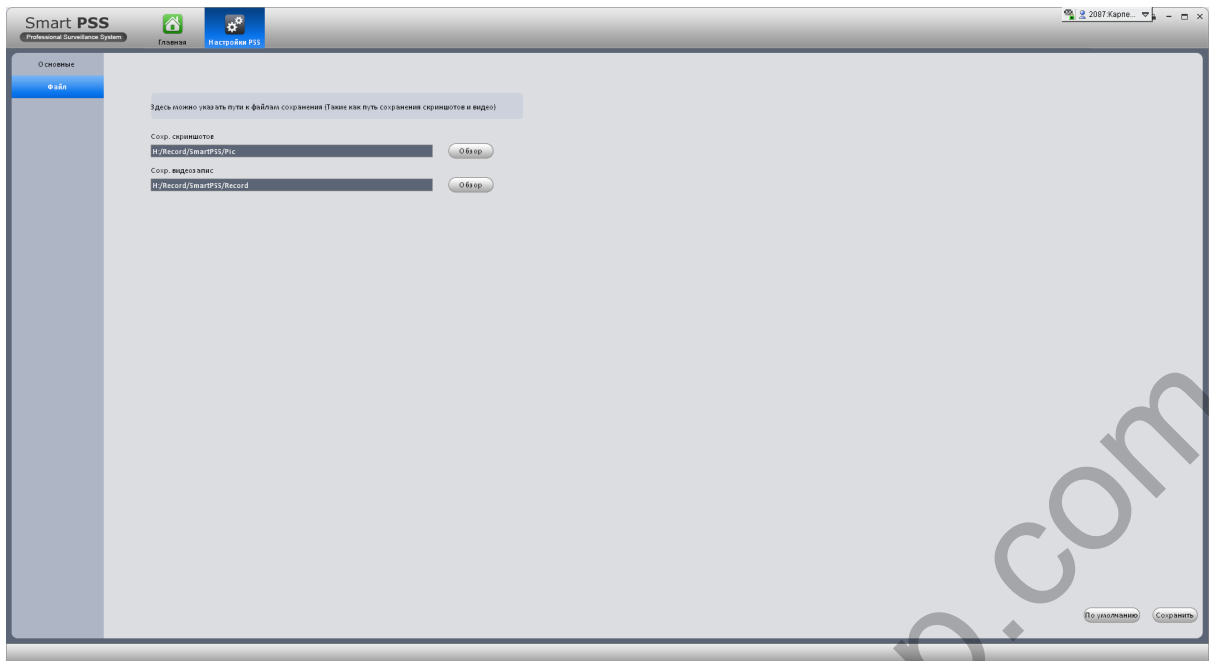 Smart PSS
Professional Surveillance System
Главная
Настройки PSS
2087:Карпе...
Основные
Файл
Здесь можно указать пути к файлам сохранения (Такие как путь сохранения скриншотов и видео)
Сохр. скриншотов
H:/Record/SmartPSS/Pic
Обзор
Сохр. видеозапис
H:/Record/SmartPSS/Record
Обзор
По умолчанию
Сохранить
p.com